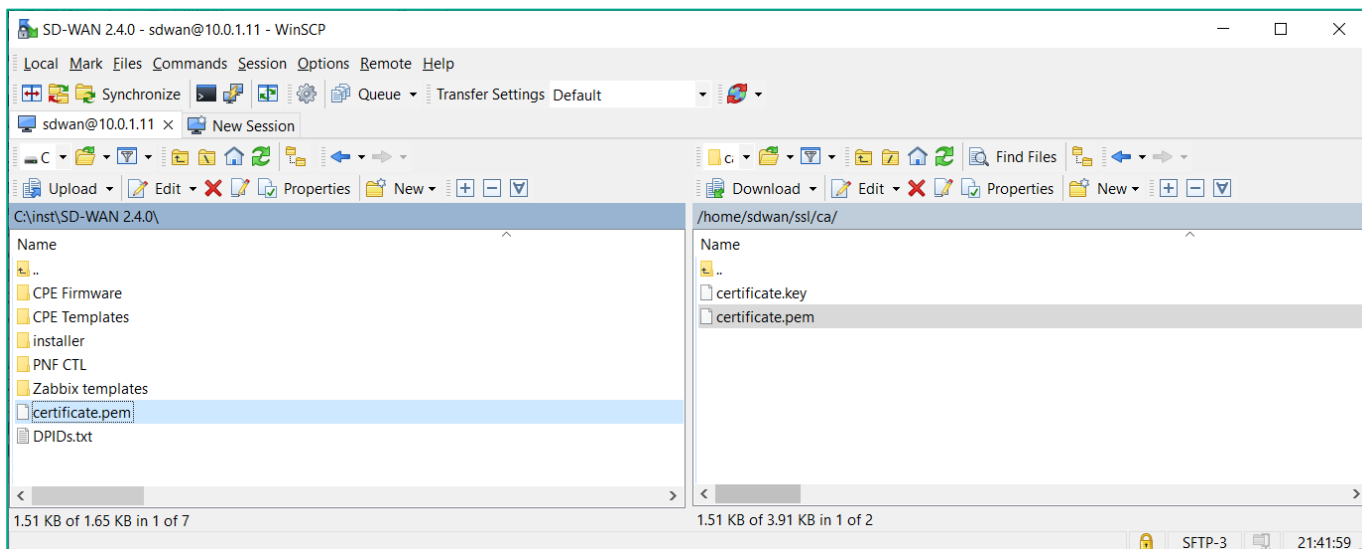 SD-WAN 2.4.0 - sdwan@10.0.1.11 - WinSCP
Local Mark Files Commands Session Options Remote Help
Synchronize Queue Transfer Settings Default
sdwan@10.0.1.11 New Session
C
Find Files
Upload Edit Properties New
Download Edit Properties New
C:\inst\SD-WAN 2.4.0\
/home/sdwan/ssl/ca/
Name
..
CPE Firmware
CPE Templates
installer
PNF CTL
Zabbix templates
certificate.pem
DPIDs.txt
Name
..
certificate.key
certificate.pem
1.51 KB of 1.65 KB in 1 of 7
1.51 KB of 3.91 KB in 1 of 2
SFTP-3 21:41:59